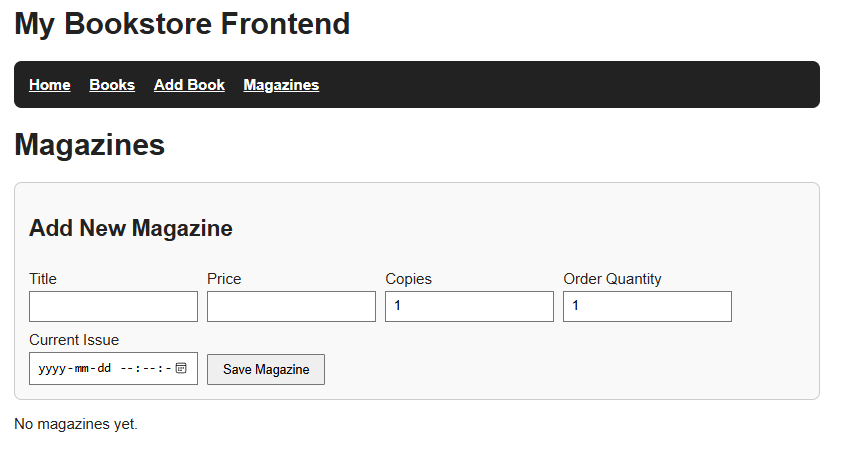 My Bookstore Frontend
Home Books Add Book Magazines
Magazines
Add New Magazine
Title Price Copies Order Quantity
1 1
Current Issue
yyyy-mm-dd --:--:-
Save Magazine
No magazines yet.